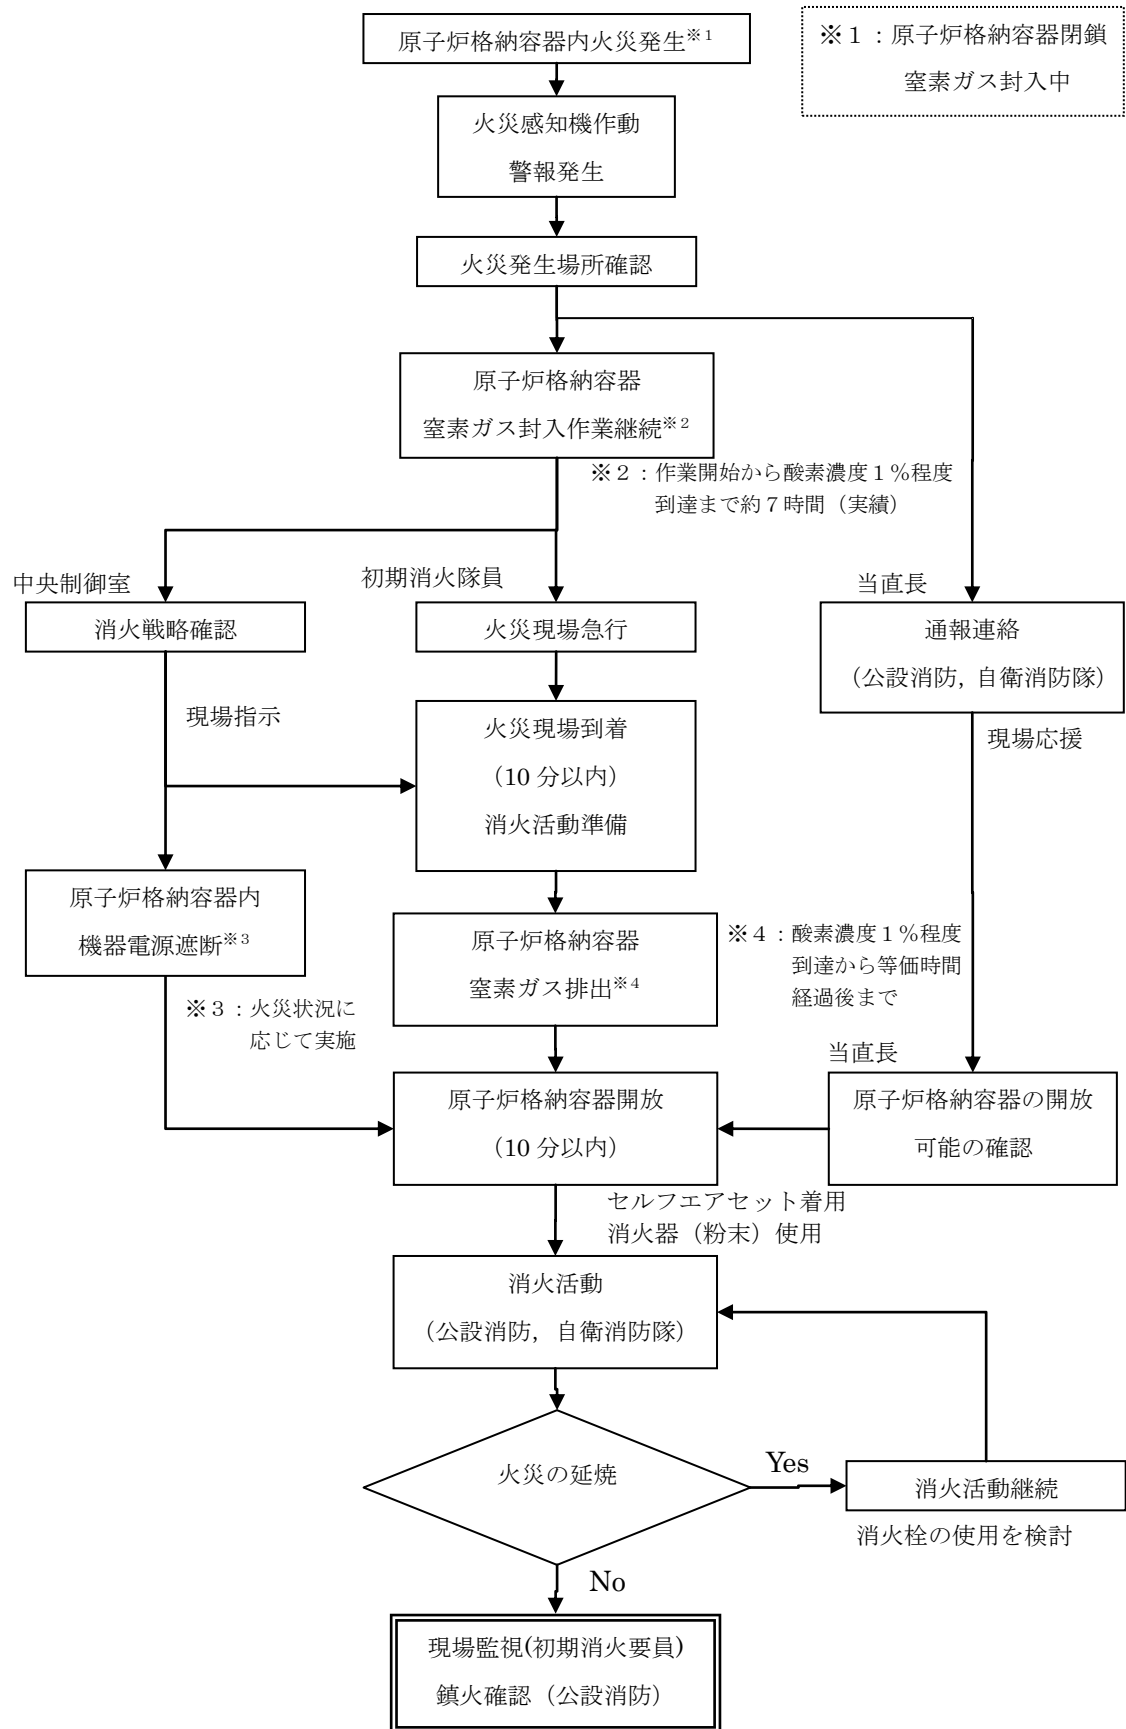 原子炉格納容器内火災発生※1
※１：原子炉格納容器閉鎖
窒素ガス封入中
火災感知機作動
警報発生
火災発生場所確認
原子炉格納容器
窒素ガス封入作業継続※2
※２：作業開始から酸素濃度１％程度
到達まで約７時間（実績）
中央制御室
初期消火隊員
当直長
消火戦略確認
火災現場急行
通報連絡
（公設消防，自衛消防隊）
現場指示
現場応援
火災現場到着
（10 分以内）
消火活動準備
原子炉格納容器内
機器電源遮断※3
※３：火災状況に
応じて実施
原子炉格納容器
窒素ガス排出※4
※４：酸素濃度１％程度
到達から等価時間
経過後まで
当直長
原子炉格納容器開放
（10 分以内）
原子炉格納容器の開放
可能の確認
セルフエアセット着用
消火器（粉末）使用
消火活動
（公設消防，自衛消防隊）
火災の延焼
Yes
消火活動継続
消火栓の使用を検討
No
現場監視(初期消火要員)
鎮火確認（公設消防）